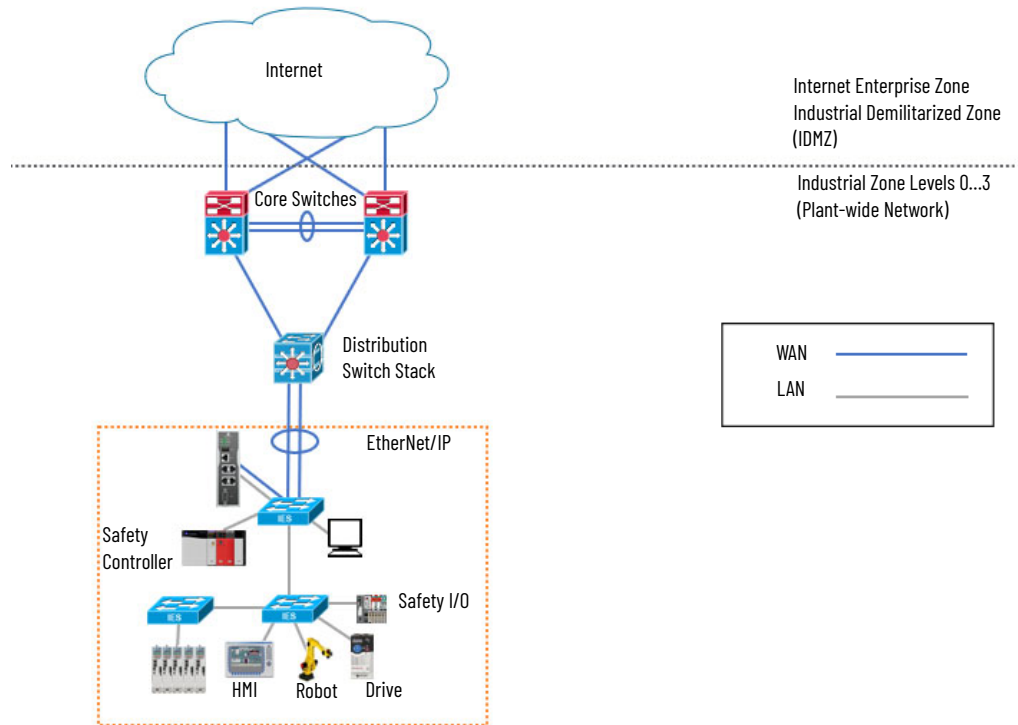 Internet
Internet Enterprise Zone
Industrial Demilitarized Zone
(IDMZ)
Industrial Zone Levels 0...3
(Plant-wide Network)
Core Switches
Distribution
Switch Stack
WAN
LAN
EtherNet/IP
IES
Safety
Controller
Safety I/O
IES
IES
HMI
Robot
Drive